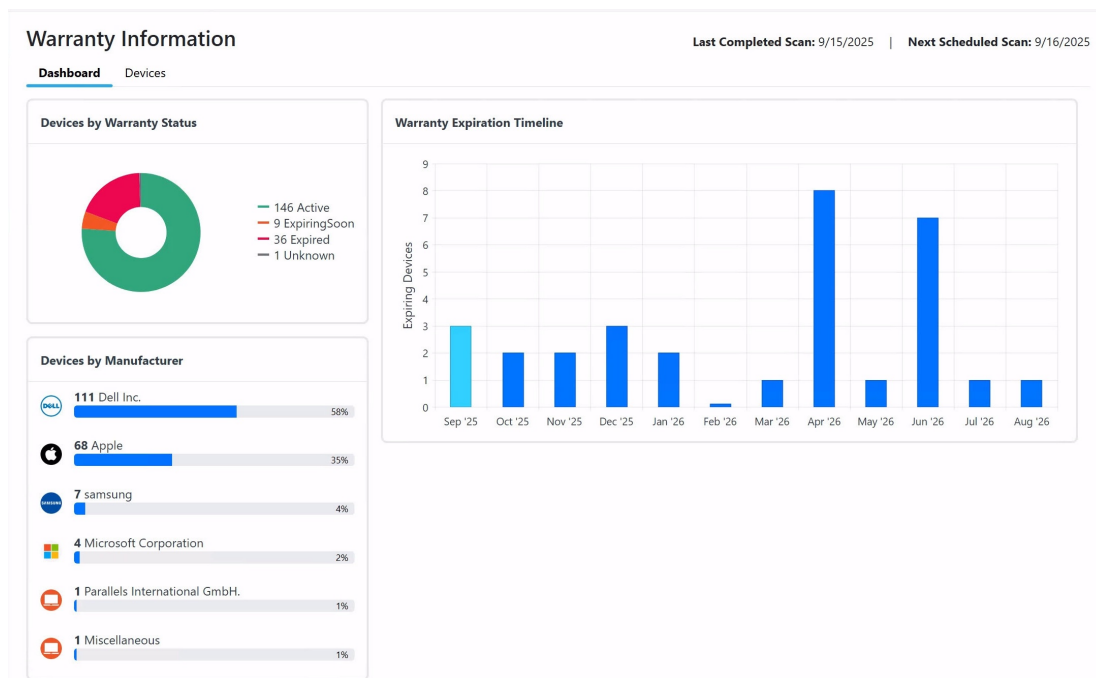 Warranty Information
Last Completed Scan: 9/15/2025 | Next Scheduled Scan: 9/16/2025
Dashboard Devices
Devices by Warranty Status
146 Active
9 ExpiringSoon
36 Expired
1 Unknown
Warranty Expiration Timeline
Expiring Devices
9
8
7
6
5
4
3
2
1
0
Sep '25 Oct '25 Nov '25 Dec '25 Jan '26 Feb '26 Mar '26 Apr '26 May '26 Jun '26 Jul '26 Aug '26
Devices by Manufacturer
DELL
111 Dell Inc.
58%
68 Apple
35%
SAMSUNG
7 samsung
4%
4 Microsoft Corporation
2%
1 Parallels International GmbH.
1%
1 Miscellaneous
1%